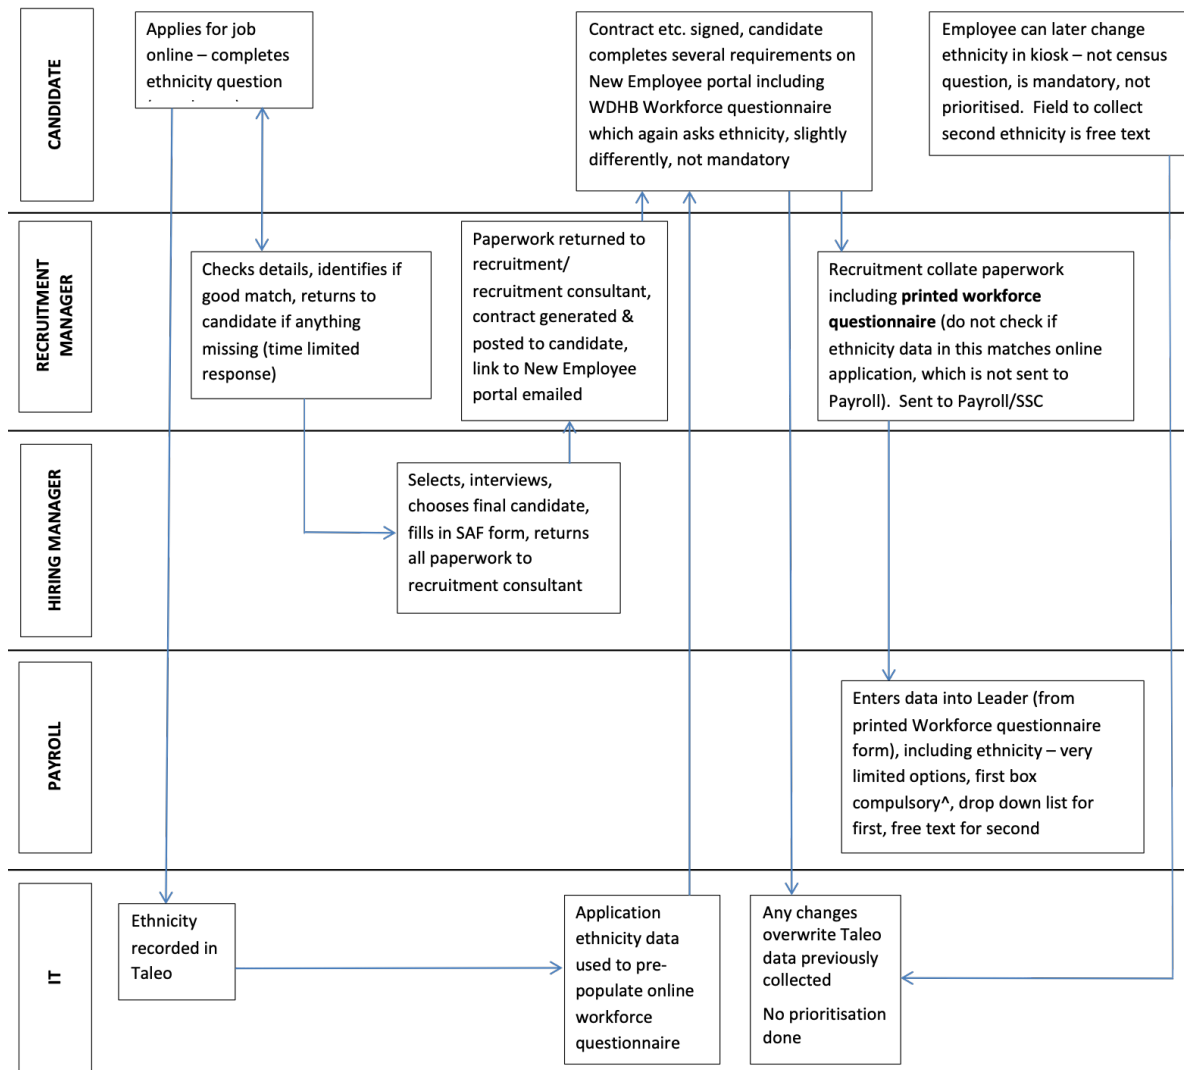 CANDIDATE
Applies for job
online – completes
ethnicity question
Contract etc. signed, candidate
completes several requirements on
New Employee portal including
WDHB Workforce questionnaire
which again asks ethnicity, slightly
differently, not mandatory
Employee can later change
ethnicity in kiosk – not census
question, is mandatory, not
prioritised.  Field to collect
second ethnicity is free text
RECRUITMENT
MANAGER
Checks details, identifies if
good match, returns to
candidate if anything
missing (time limited
response)
Paperwork returned to
recruitment/
recruitment consultant,
contract generated &
posted to candidate,
link to New Employee
portal emailed
Recruitment collate paperwork
including printed workforce
questionnaire (do not check if
ethnicity data in this matches online
application, which is not sent to
Payroll).  Sent to Payroll/SSC
HIRING MANAGER
Selects, interviews,
chooses final candidate,
fills in SAF form, returns
all paperwork to
recruitment consultant
PAYROLL
Enters data into Leader (from
printed Workforce questionnaire
form), including ethnicity – very
limited options, first box
compulsory^, drop down list for
first, free text for second
IT
Ethnicity
recorded in
Taleo
Application
ethnicity data
used to pre-
populate online
workforce
questionnaire
Any changes
overwrite Taleo
data previously
collected
No prioritisation
done